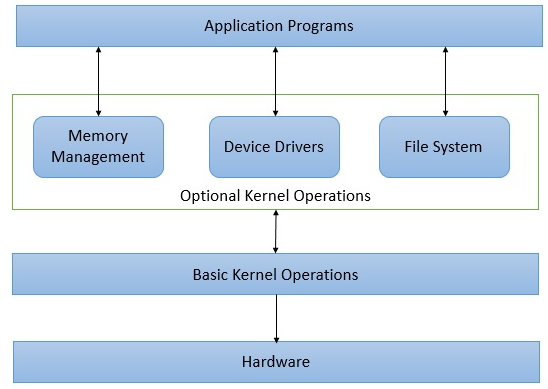 Application Programs
Memory
Management
Device Drivers
File System
Optional Kernel Operations
Basic Kernel Operations
Hardware